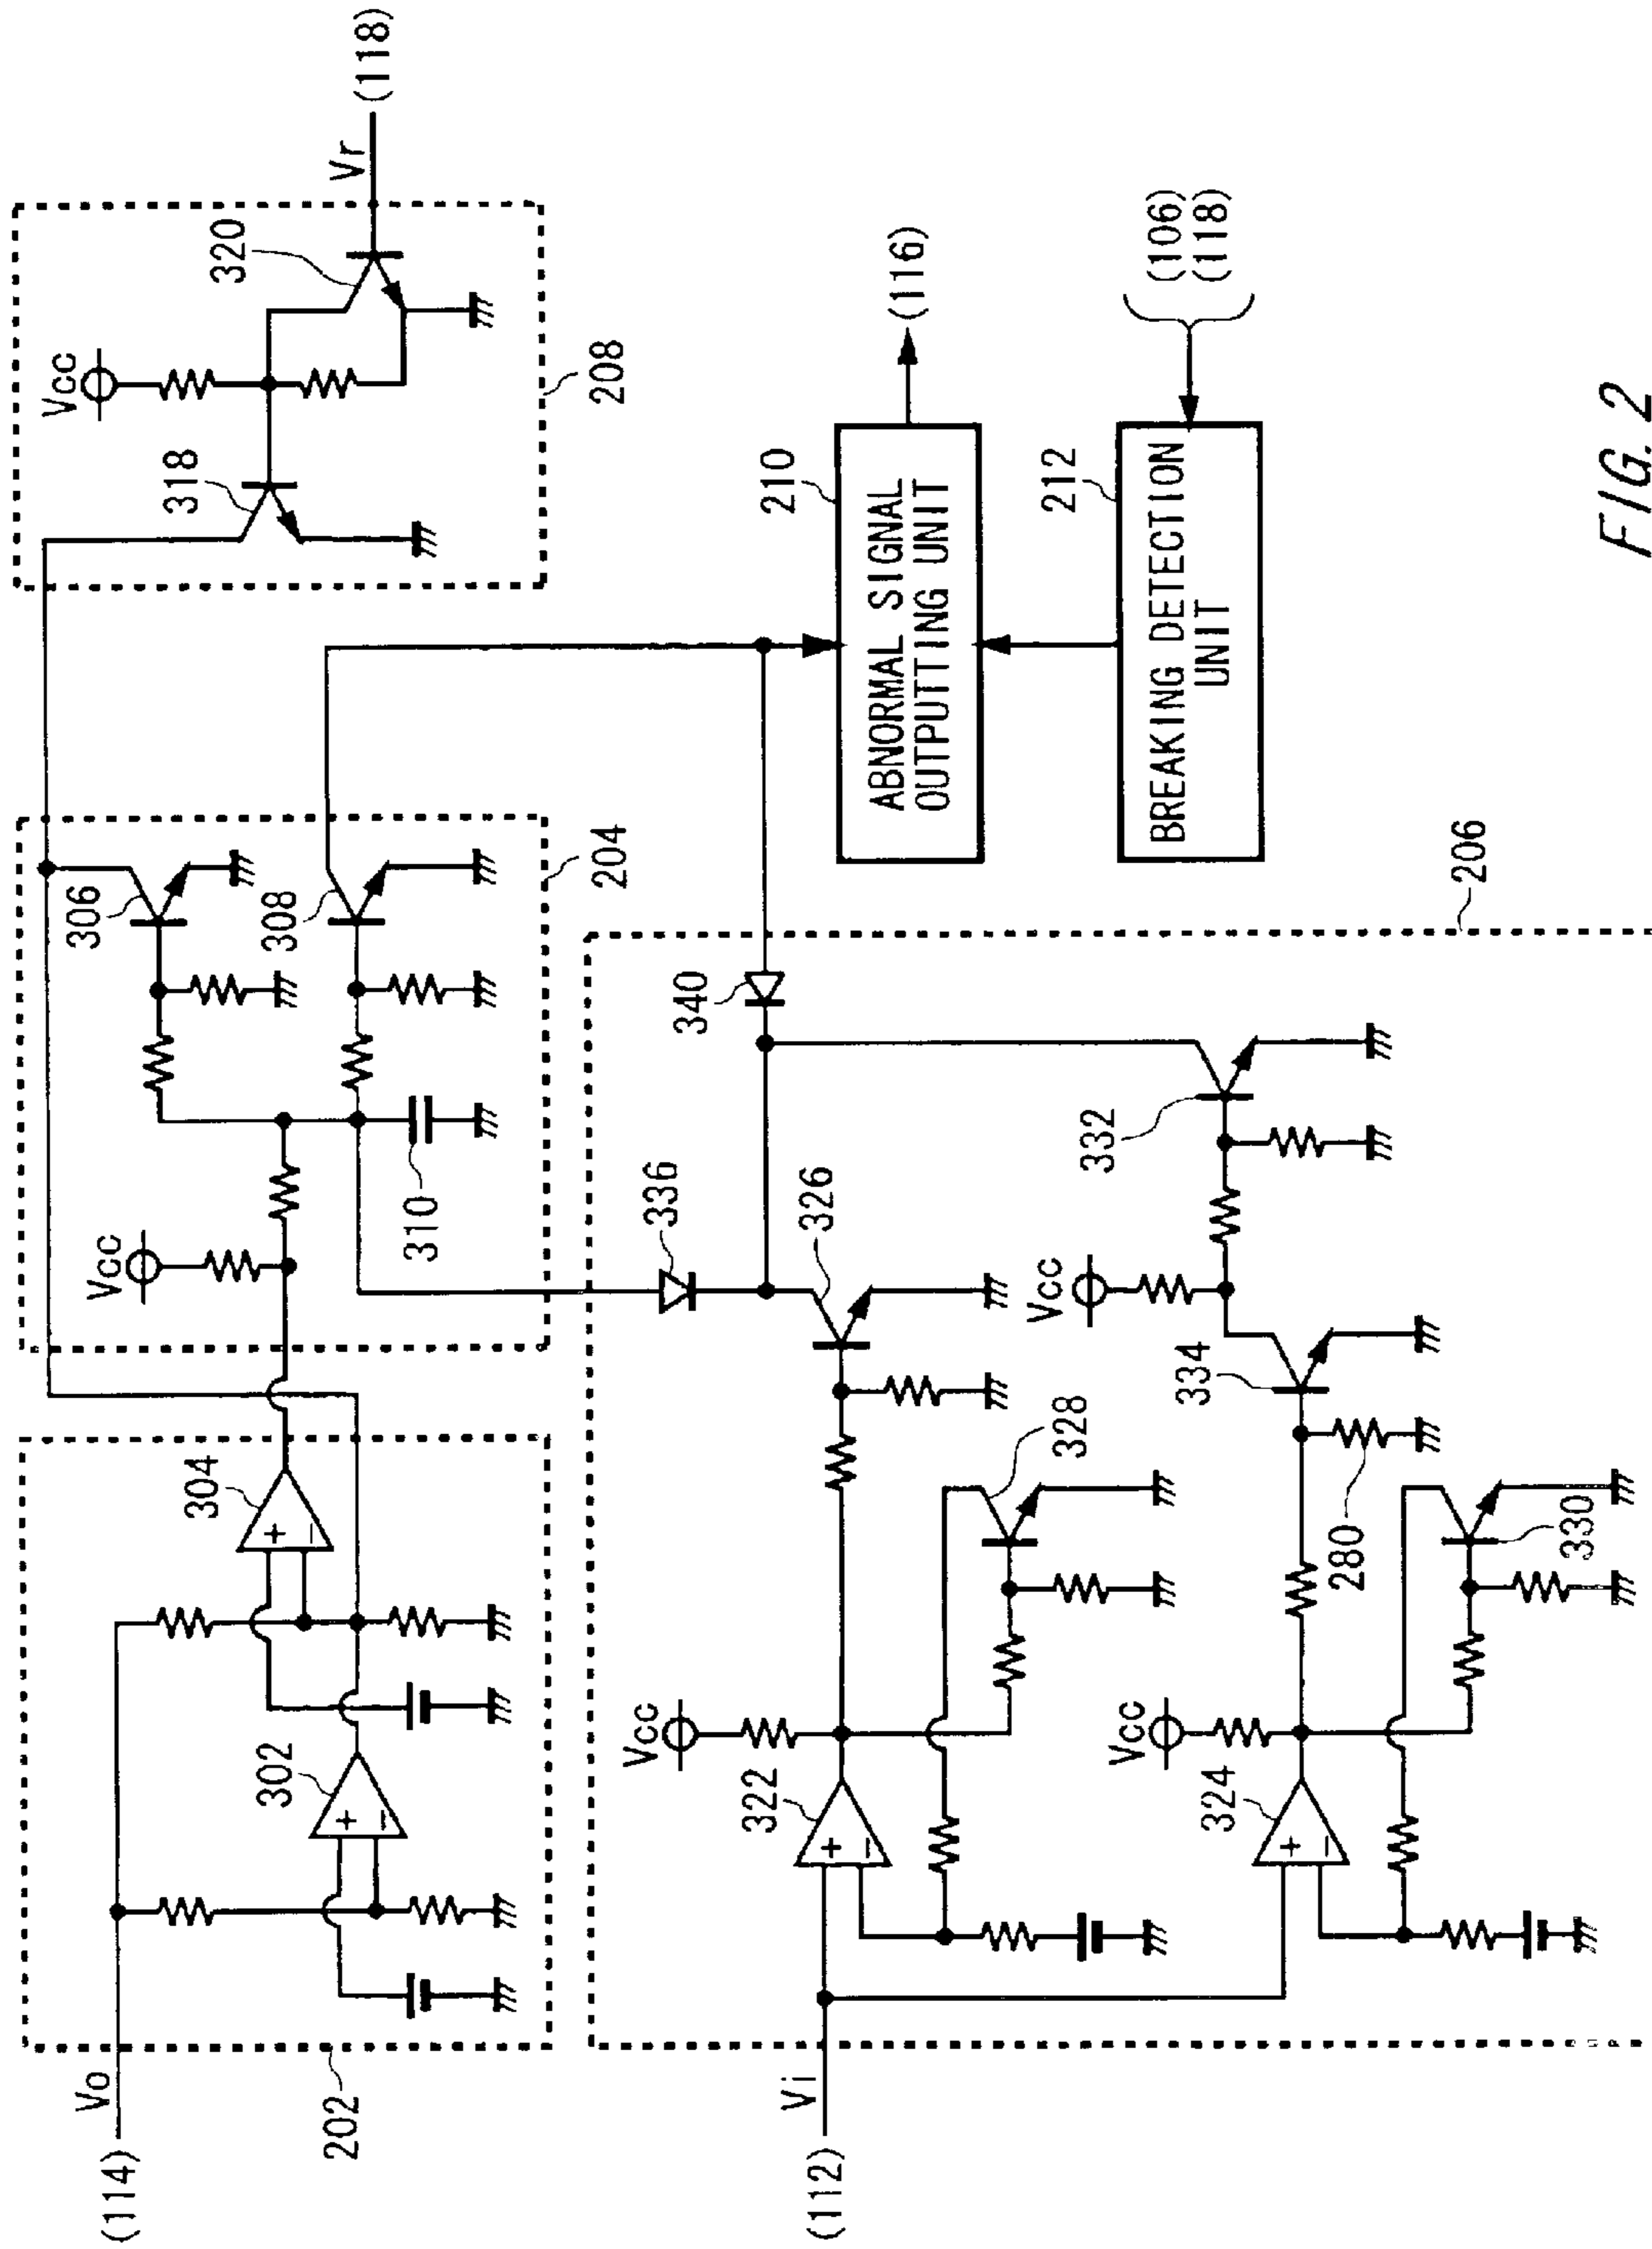 (114)
Vo
202
302
304
Vcc
310
306
308
204
318
Vcc
320
208
Vr
(118)
(112)
Vi
322
Vcc
328
326
336
340
324
Vcc
330
280
334
Vcc
332
206
ABNORMAL SIGNAL
OUTPUTTING UNIT
210
(116)
BREAKING DETECTION
UNIT
212
(106)
(118)
FIG. 2